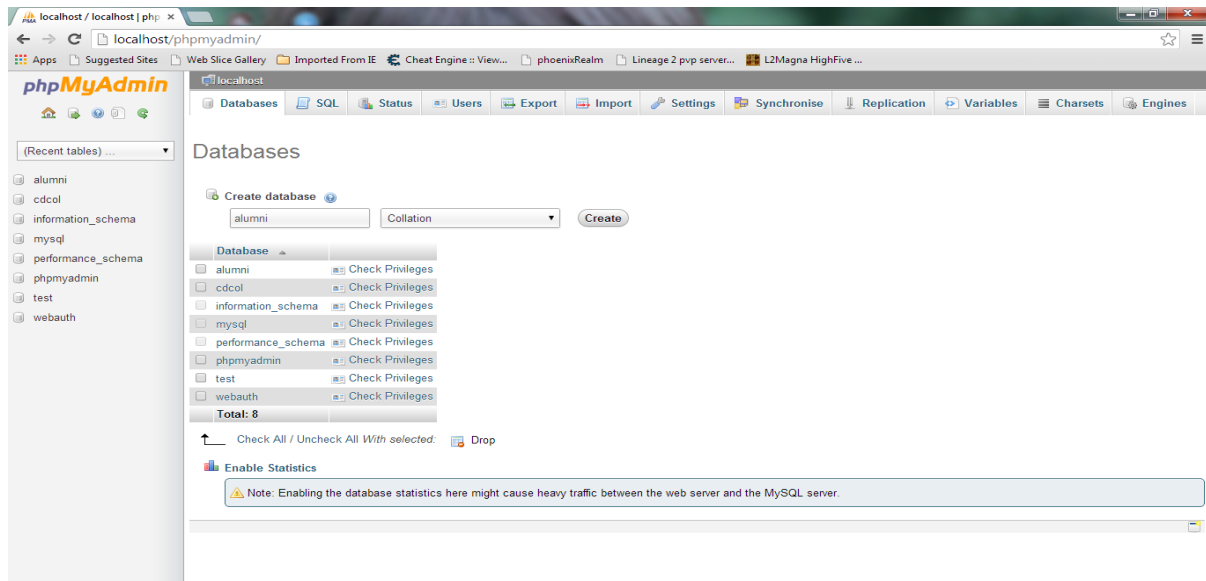 localhost / localhost | php
localhost/phpmyadmin/
Apps Suggested Sites Web Slice Gallery Imported From IE Cheat Engine :: View... phoenixRealm Lineage 2 pvp server... L2Magna HighFive ...
phpMyAdmin
(Recent tables) ...
alumni
cdcol
information_schema
mysql
performance_schema
phpmyadmin
test
webauth
localhost
Databases SQL Status Users Export Import Settings Synchronise Replication Variables Charsets Engines
Databases
Create database
alumni Collation Create
Database
alumni Check Privileges
cdcol Check Privileges
information_schema Check Privileges
mysql Check Privileges
performance_schema Check Privileges
phpmyadmin Check Privileges
test Check Privileges
webauth Check Privileges
Total: 8
Check All / Uncheck All With selected: Drop
Enable Statistics
Note: Enabling the database statistics here might cause heavy traffic between the web server and the MySQL server.